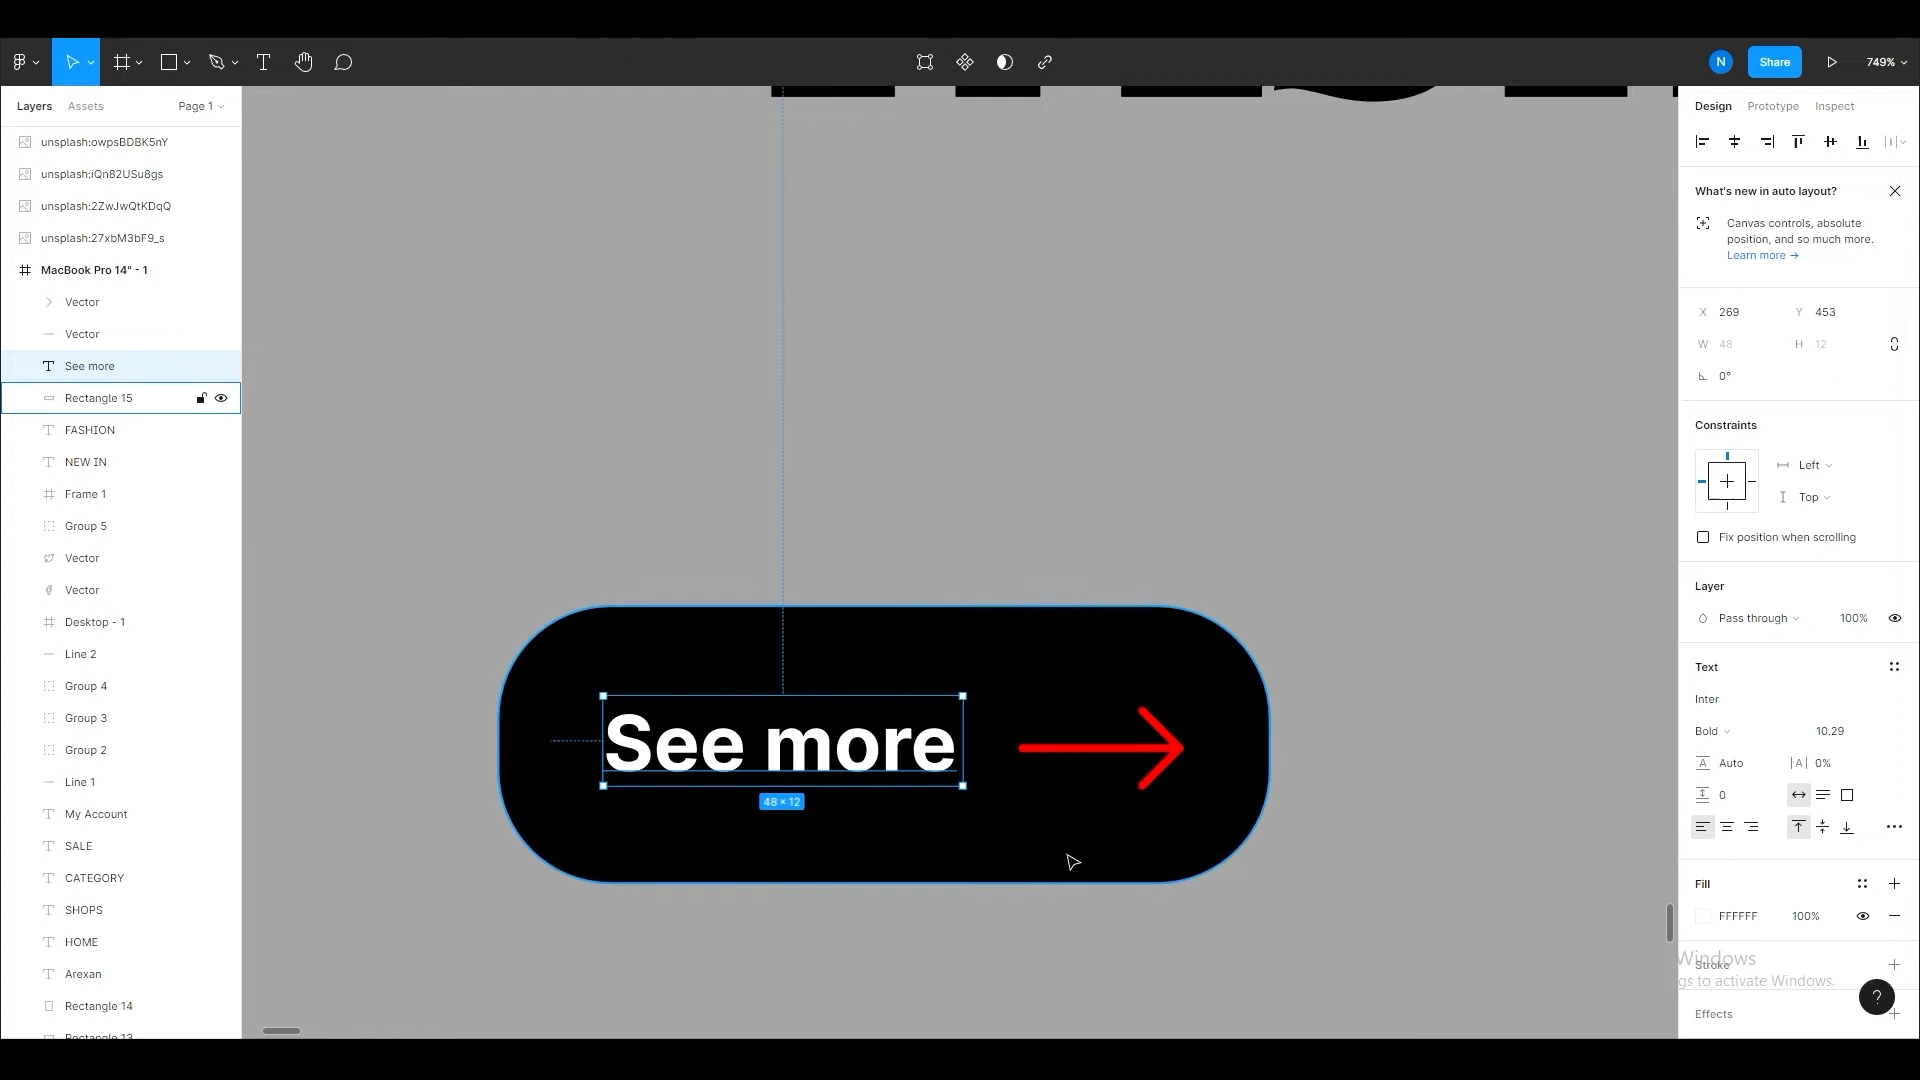 N
Share
749%
Layers
Assets
Page 1
unsplash:owpsBDBK5nY
unsplash:iQn82USu8gs
unsplash:2ZwJwQtKDqQ
unsplash:27xbM3bF9_s
MacBook Pro 14" - 1
Vector
Vector
See more
Rectangle 15
FASHION
NEW IN
Frame 1
Group 5
Vector
Vector
Desktop - 1
Line 2
Group 4
Group 3
Group 2
Line 1
My Account
SALE
CATEGORY
SHOPS
HOME
Arexan
Rectangle 14
Rectangle 13
See more
48 × 12
Design
Prototype
Inspect
What's new in auto layout?
Canvas controls, absolute
position, and so much more.
Learn more →
X 269 Y 453
W 48 H 12
0°
Constraints
Left
Top
Fix position when scrolling
Layer
Pass through 100%
Text
Inter
Bold 10.29
A Auto |A| 0%
0
Fill
FFFFFF 100%
Windows
Stroke
gs to activate Windows.
?
Effects